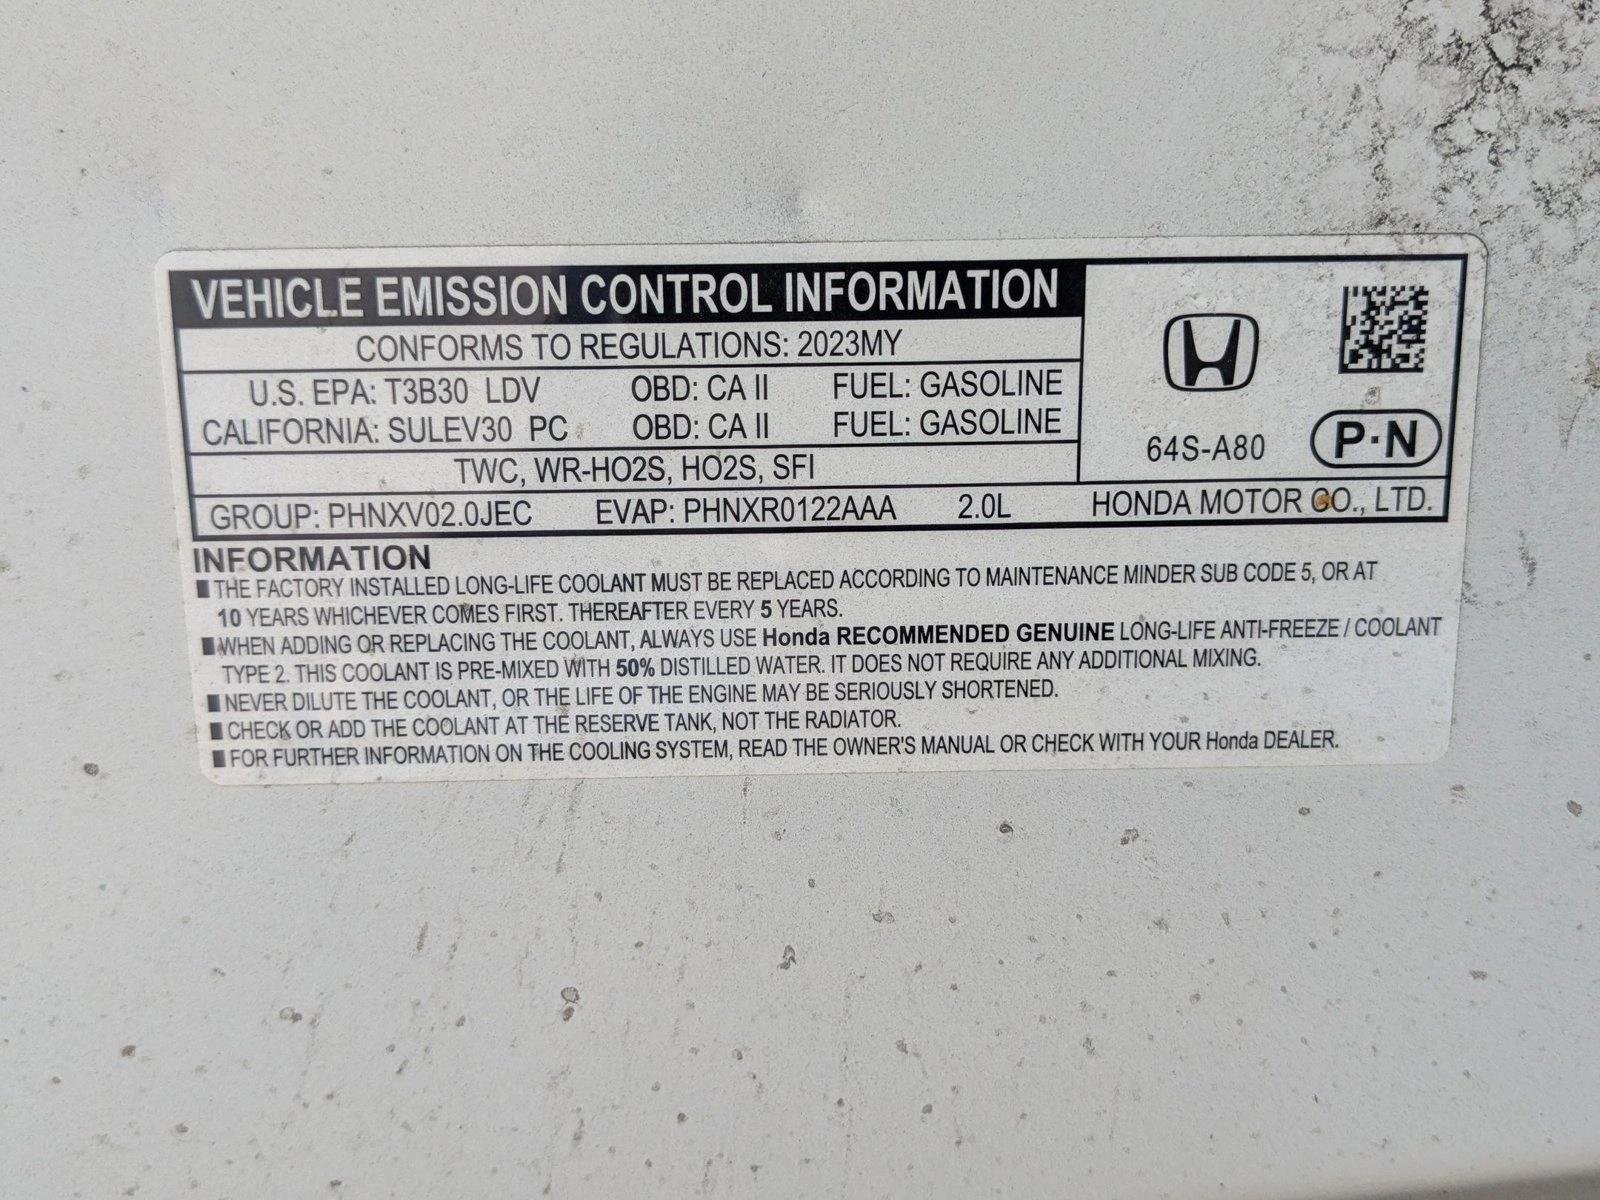 VEHICLE EMISSION CONTROL INFORMATION
CONFORMS TO REGULATIONS: 2023MY
U.S. EPA: T3B30 LDV OBD: CA II FUEL: GASOLINE
CALIFORNIA: SULEV30 PC OBD: CA II FUEL: GASOLINE
TWC, WR-HO2S, HO2S, SFI
64S-A80 P·N
GROUP: PHNXV02.0JEC EVAP: PHNXR0122AAA 2.0L HONDA MOTOR CO., LTD.
INFORMATION
■ THE FACTORY INSTALLED LONG-LIFE COOLANT MUST BE REPLACED ACCORDING TO MAINTENANCE MINDER SUB CODE 5, OR AT
10 YEARS WHICHEVER COMES FIRST. THEREAFTER EVERY 5 YEARS.
■ WHEN ADDING OR REPLACING THE COOLANT, ALWAYS USE Honda RECOMMENDED GENUINE LONG-LIFE ANTI-FREEZE / COOLANT
TYPE 2. THIS COOLANT IS PRE-MIXED WITH 50% DISTILLED WATER. IT DOES NOT REQUIRE ANY ADDITIONAL MIXING.
■ NEVER DILUTE THE COOLANT, OR THE LIFE OF THE ENGINE MAY BE SERIOUSLY SHORTENED.
■ CHECK OR ADD THE COOLANT AT THE RESERVE TANK, NOT THE RADIATOR.
■ FOR FURTHER INFORMATION ON THE COOLING SYSTEM, READ THE OWNER'S MANUAL OR CHECK WITH YOUR Honda DEALER.